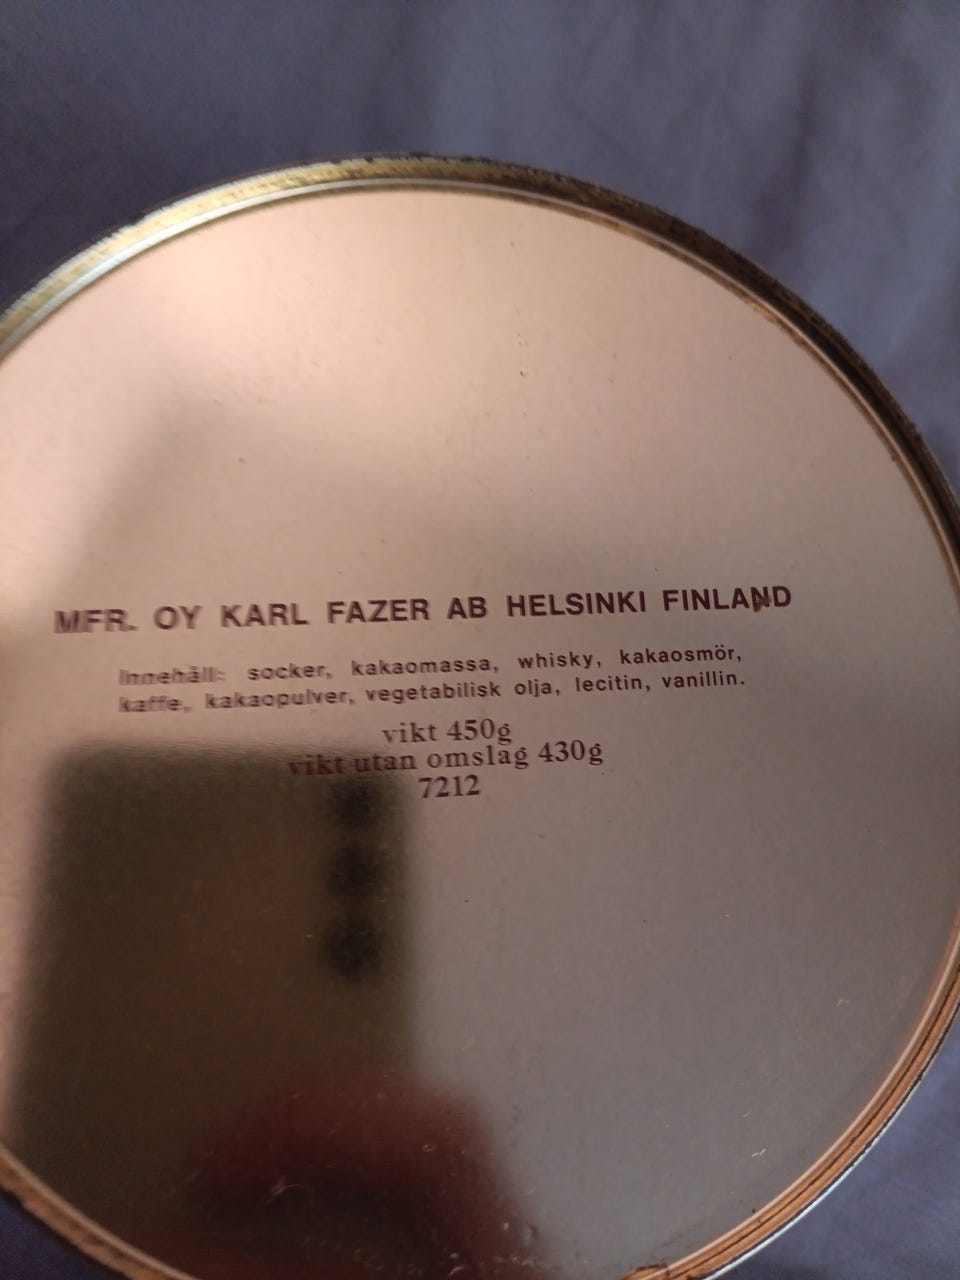 MFR. OY KARL FAZER AB HELSINKI FINLAND
Innehåll: socker, kakaomassa, whisky, kakaosmör,
kaffe, kakaopulver, vegetabilisk olja, lecitin, vanillin.
vikt 450g
vikt utan omslag 430g
7212